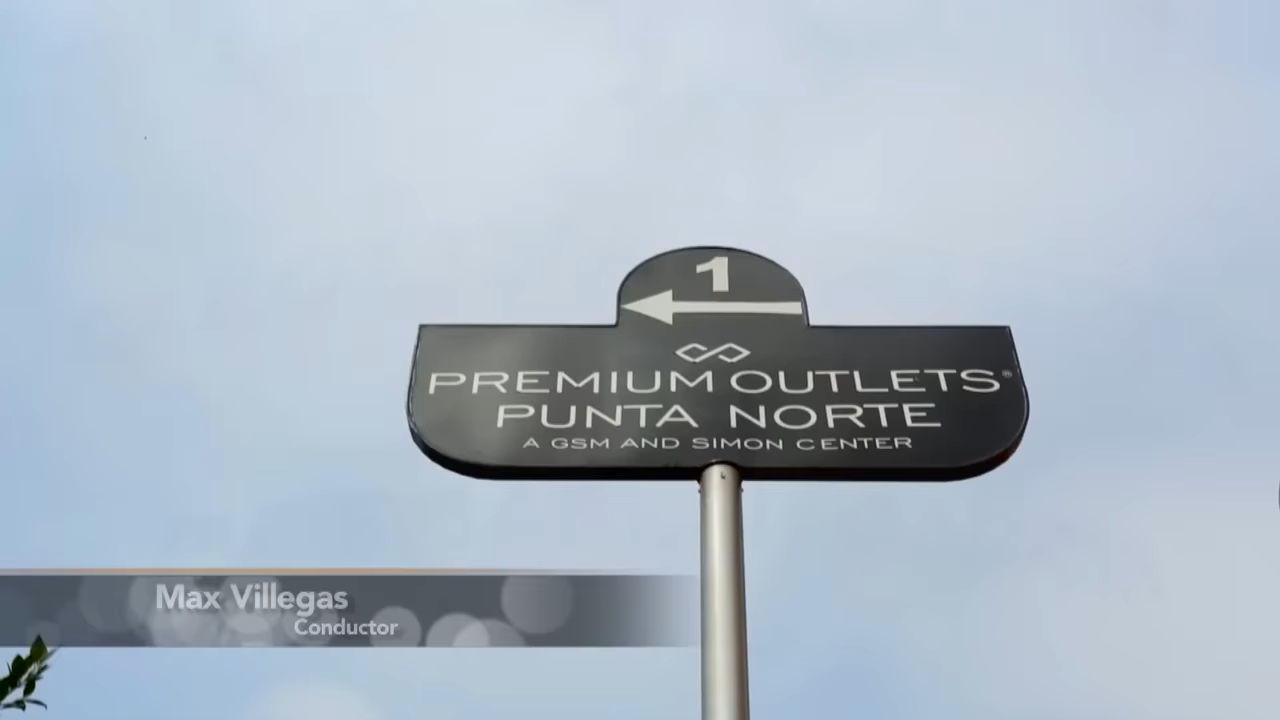 1
PREMIUM OUTLETS®
PUNTA NORTE
A GSM AND SIMON CENTER
Max Villegas
Conductor